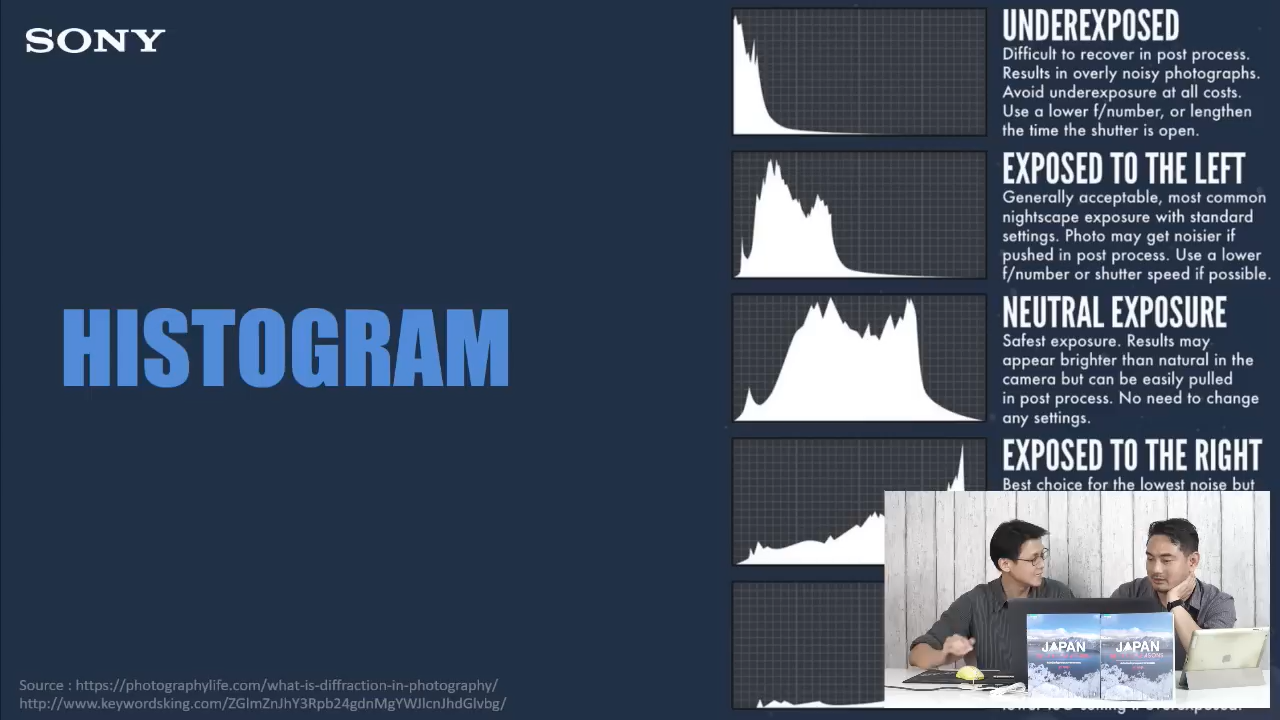 SONY
HISTOGRAM
UNDEREXPOSED
Difficult to recover in post process.
Results in overly noisy photographs.
Avoid underexposure at all costs.
Use a lower f/number, or lengthen
the time the shutter is open.
EXPOSED TO THE LEFT
Generally acceptable, most common
nightscape exposure with standard
settings. Photo may get noisier if
pushed in post process. Use a lower
f/number or shutter speed if possible.
NEUTRAL EXPOSURE
Safest exposure. Results may
appear brighter than natural in the
camera but can be easily pulled
in post process. No need to change
any settings.
EXPOSED TO THE RIGHT
Best choice for the lowest noise but
JAPAN
JAPAN
Source : https://photographylife.com/what-is-diffraction-in-photography/
http://www.keywordsking.com/ZGlmZnJhY3Rpb24gdnMgYWJlcnJhdGlvbg/